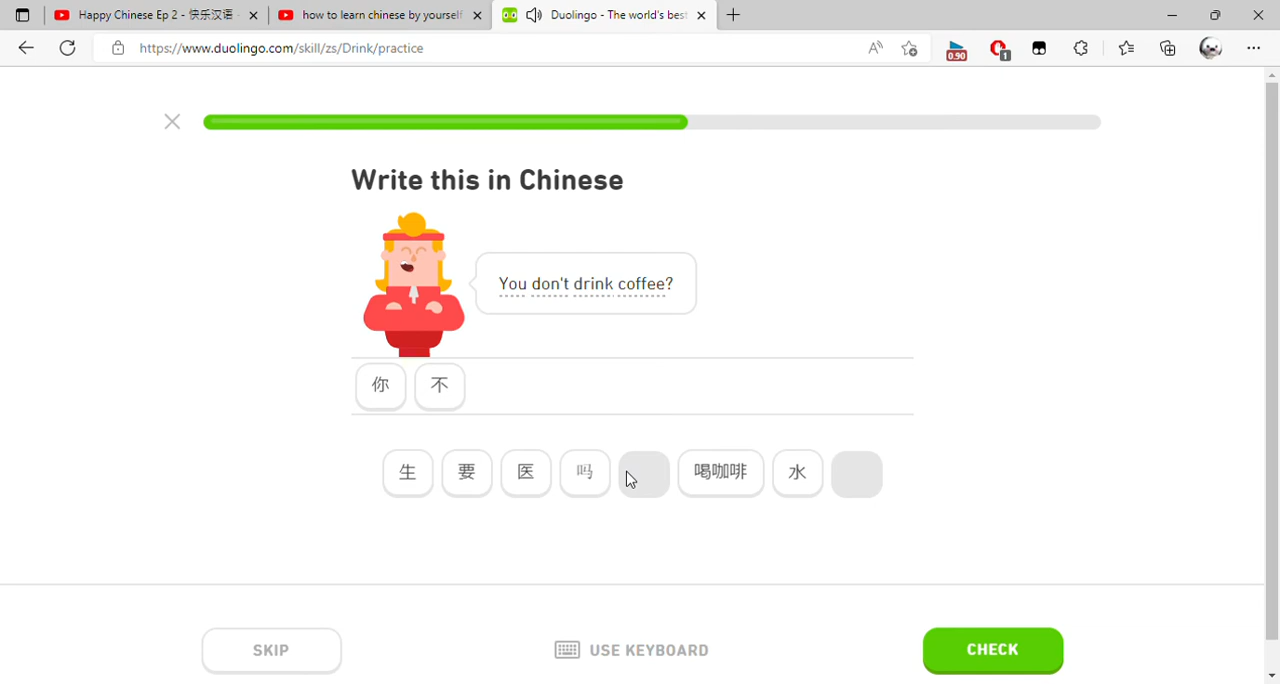 Happy Chinese Ep 2 - 快乐汉语 -
how to learn chinese by yourself
Duolingo - The world's best
https://www.duolingo.com/skill/zs/Drink/practice
0.90
1
Write this in Chinese
You don't drink coffee?
你 不
生 要 医 吗 喝咖啡 水
SKIP
USE KEYBOARD
CHECK